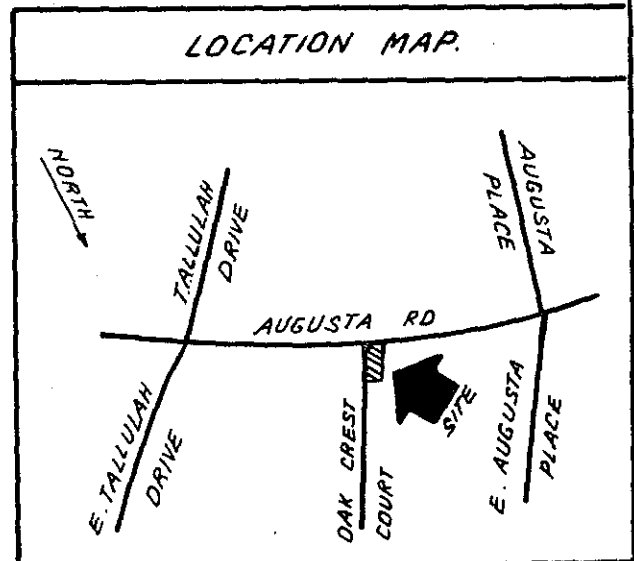 LOCATION MAP.
NORTH
TALLULAH
DRIVE
AUGUSTA
PLACE
AUGUSTA RD
E. TALLULAH
DRIVE
OAK CREST
COURT
SITE
E. AUGUSTA
PLACE